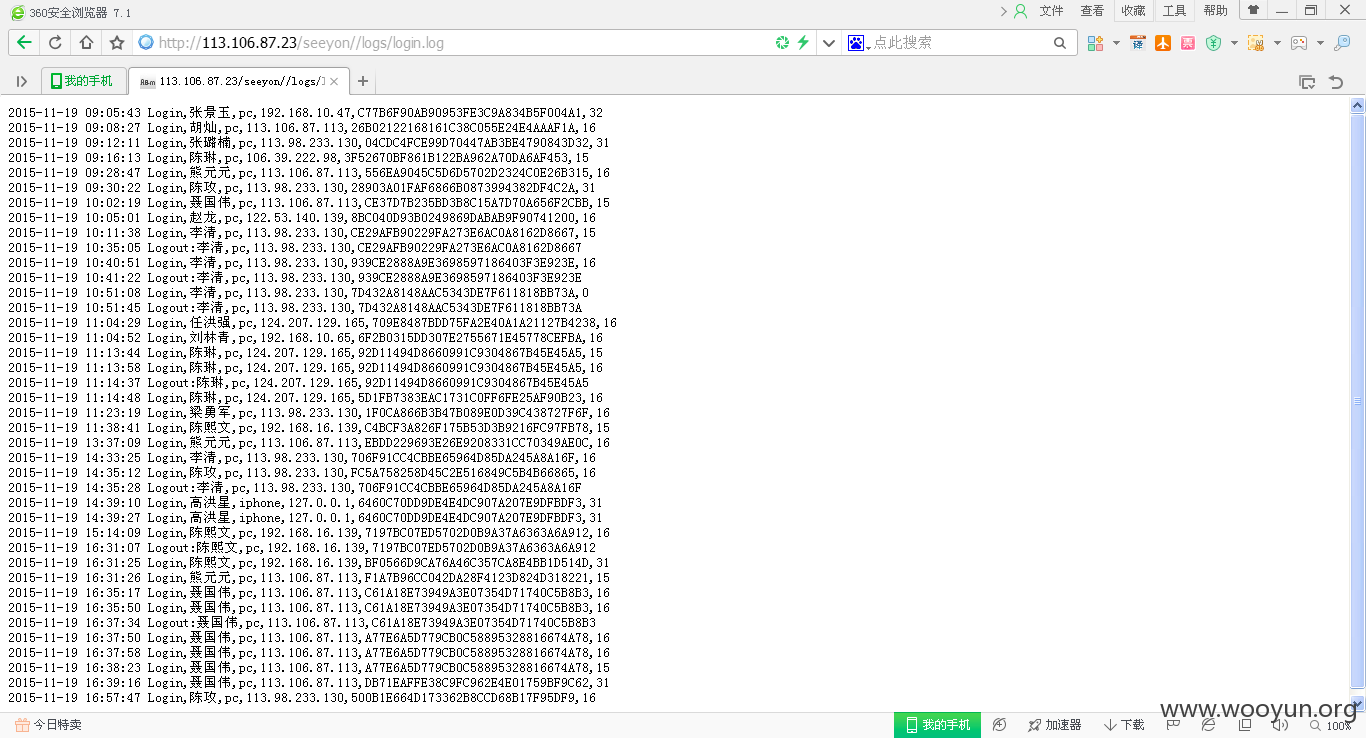 360安全浏览器 7.1
文件 查看 收藏 工具 帮助
http://113.106.87.23/seeyon//logs/login.log
点此搜索
我的手机
113.106.87.23/seeyon//logs/l
2015-11-19 09:05:43 Login,张景玉,pc,192.168.10.47,C77B6F90AB90953FE3C9A834B5F004A1,32
2015-11-19 09:08:27 Login,胡灿,pc,113.106.87.113,26B02122168161C38C055E24E4AAAF1A,16
2015-11-19 09:12:11 Login,张璐楠,pc,113.98.233.130,04CDC4FCE99D70447AB3BE4790843D32,31
2015-11-19 09:16:13 Login,陈琳,pc,106.39.222.98,3F52670BF861B122BA962A70DA6AF453,15
2015-11-19 09:28:47 Login,熊元元,pc,113.106.87.113,556EA9045C5D6D5702D2324C0E26B315,16
2015-11-19 09:30:22 Login,陈玫,pc,113.98.233.130,28903A01FAF6866B0873994382DF4C2A,31
2015-11-19 10:02:19 Login,聂国伟,pc,113.106.87.113,CE37D7B235BD3B8C15A7D70A656F2CBB,15
2015-11-19 10:05:01 Login,赵龙,pc,122.53.140.139,8BC040D93B0249869DABAB9F90741200,16
2015-11-19 10:11:38 Login,李清,pc,113.98.233.130,CE29AFB90229FA273E6AC0A8162D8667,15
2015-11-19 10:35:05 Logout:李清,pc,113.98.233.130,CE29AFB90229FA273E6AC0A8162D8667
2015-11-19 10:40:51 Login,李清,pc,113.98.233.130,939CE2888A9E3698597186403F3E923E,16
2015-11-19 10:41:22 Logout:李清,pc,113.98.233.130,939CE2888A9E3698597186403F3E923E
2015-11-19 10:51:08 Login,李清,pc,113.98.233.130,7D432A8148AAC5343DE7F611818BB73A,0
2015-11-19 10:51:45 Logout:李清,pc,113.98.233.130,7D432A8148AAC5343DE7F611818BB73A
2015-11-19 11:04:29 Login,任洪强,pc,124.207.129.165,709E8487BDD75FA2E40A1A21127B4238,16
2015-11-19 11:04:52 Login,刘林青,pc,192.168.10.65,6F2B0315DD307E2755671E45778CEFBA,16
2015-11-19 11:13:44 Login,陈琳,pc,124.207.129.165,92D11494D8660991C9304867B45E45A5,15
2015-11-19 11:13:58 Login,陈琳,pc,124.207.129.165,92D11494D8660991C9304867B45E45A5,16
2015-11-19 11:14:37 Logout:陈琳,pc,124.207.129.165,92D11494D8660991C9304867B45E45A5
2015-11-19 11:14:48 Login,陈琳,pc,124.207.129.165,5D1FB7383EAC1731C0FF6FE25AF90B23,16
2015-11-19 11:23:19 Login,梁勇军,pc,113.98.233.130,1F0CA866B3B47B089E0D39C438727F6F,16
2015-11-19 11:38:41 Login,陈熙文,pc,192.168.16.139,C4BCF3A826F175B53D3B9216FC97FB78,15
2015-11-19 13:37:09 Login,熊元元,pc,113.106.87.113,EBDD229693E26E9208331CC70349AE0C,16
2015-11-19 14:33:25 Login,李清,pc,113.98.233.130,706F91CC4CBBE65964D85DA245A8A16F,16
2015-11-19 14:35:12 Login,陈玫,pc,113.98.233.130,FC5A758258D45C2E516849C5B4B66865,16
2015-11-19 14:35:28 Logout:李清,pc,113.98.233.130,706F91CC4CBBE65964D85DA245A8A16F
2015-11-19 14:39:10 Login,高洪星,iphone,127.0.0.1,6460C70DD9DE4E4DC907A207E9DFBDF3,31
2015-11-19 14:39:27 Login,高洪星,iphone,127.0.0.1,6460C70DD9DE4E4DC907A207E9DFBDF3,31
2015-11-19 15:14:09 Login,陈熙文,pc,192.168.16.139,7197BC07ED5702D0B9A37A6363A6A912,16
2015-11-19 16:31:07 Logout:陈熙文,pc,192.168.16.139,7197BC07ED5702D0B9A37A6363A6A912
2015-11-19 16:31:25 Login,陈熙文,pc,192.168.16.139,BF0566D9CA76A46C357CA8E4BB1D514D,31
2015-11-19 16:31:26 Login,熊元元,pc,113.106.87.113,F1A7B96CC042DA28F4123D824D318221,15
2015-11-19 16:35:17 Login,聂国伟,pc,113.106.87.113,C61A18E73949A3E07354D71740C5B8B3,16
2015-11-19 16:35:50 Login,聂国伟,pc,113.106.87.113,C61A18E73949A3E07354D71740C5B8B3,16
2015-11-19 16:37:34 Logout:聂国伟,pc,113.106.87.113,C61A18E73949A3E07354D71740C5B8B3
2015-11-19 16:37:50 Login,聂国伟,pc,113.106.87.113,A77E6A5D779CB0C58895328816674A78,16
2015-11-19 16:37:58 Login,聂国伟,pc,113.106.87.113,A77E6A5D779CB0C58895328816674A78,16
2015-11-19 16:38:23 Login,聂国伟,pc,113.106.87.113,A77E6A5D779CB0C58895328816674A78,15
2015-11-19 16:39:16 Login,聂国伟,pc,113.106.87.113,DB71EAFFE38C9FC962E4E01759BF9C62,31
2015-11-19 16:57:47 Login,陈玫,pc,113.98.233.130,500B1E664D173362B8CCD68B17F95DF9,16
www.wooyun.org
今日特卖 我的手机 加速器 下载 100%